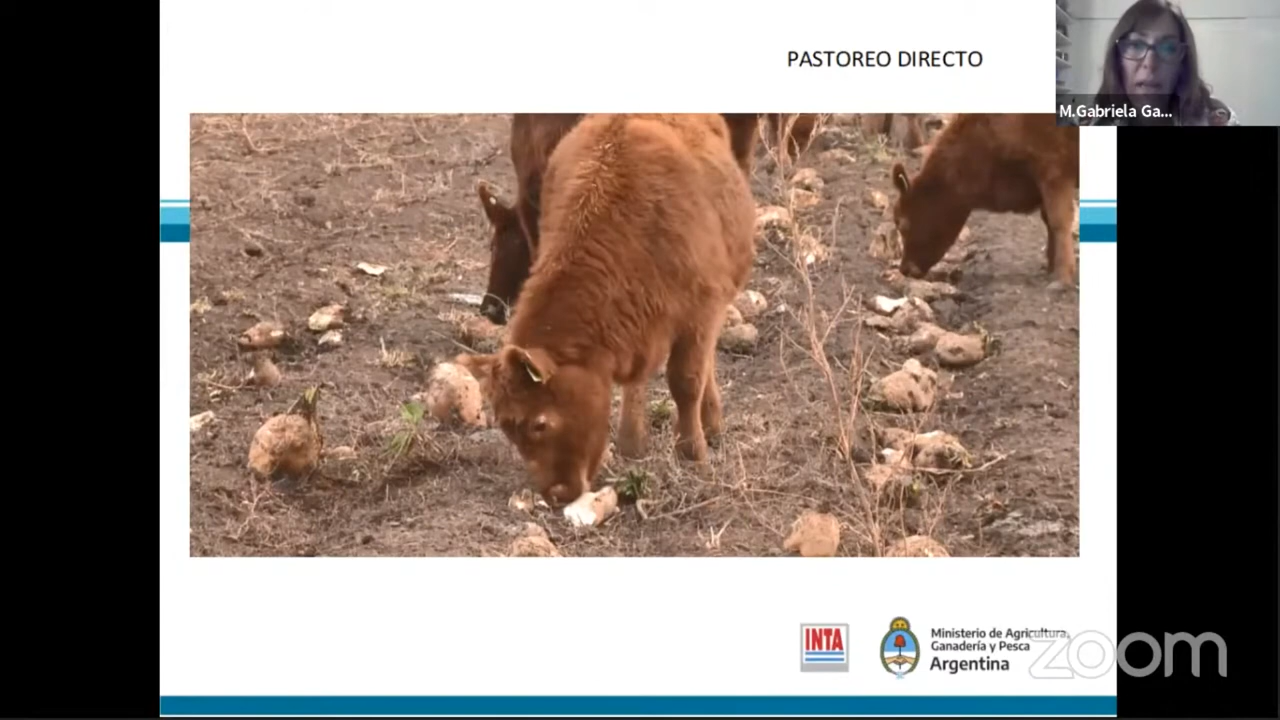 PASTOREO DIRECTO
M.Gabriela Ga...
INTA
Ministerio de Agricultura,
Ganadería y Pesca
Argentina
zoom